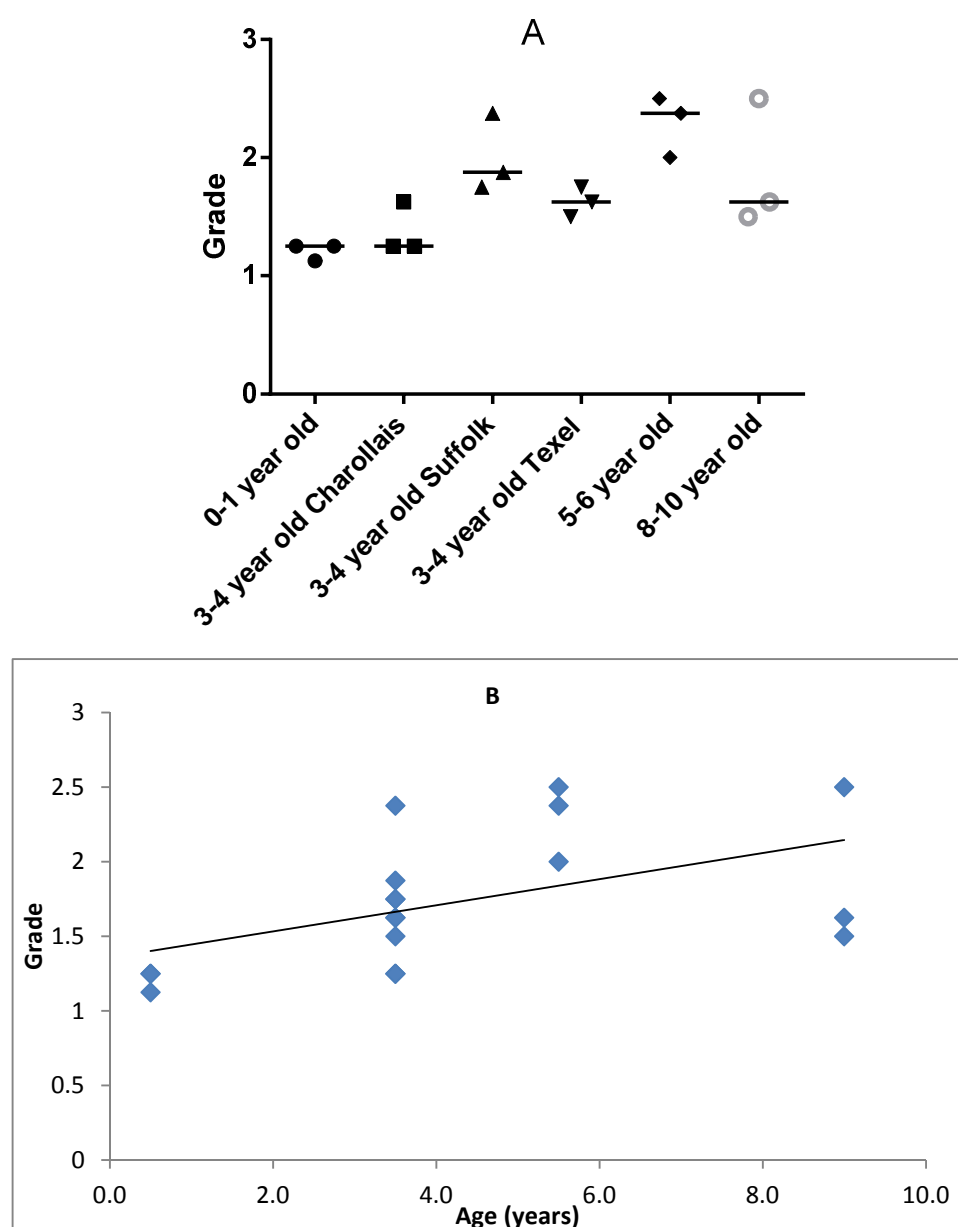 A
3
2
1
0
Grade
0-1 year old
3-4 year old Charollais
3-4 year old Suffolk
3-4 year old Texel
5-6 year old
8-10 year old
B
3
2.5
2
1.5
1
0.5
0
Grade
0.0
2.0
4.0
6.0
8.0
10.0
Age (years)